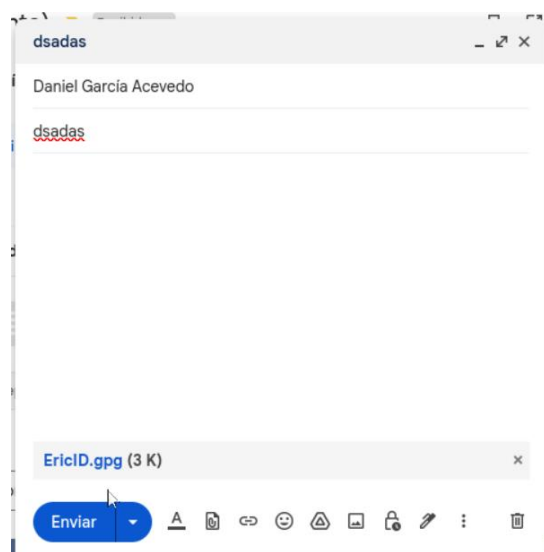 dsadas
Daniel García Acevedo
dsadas
EricID.gpg (3 K)
Enviar